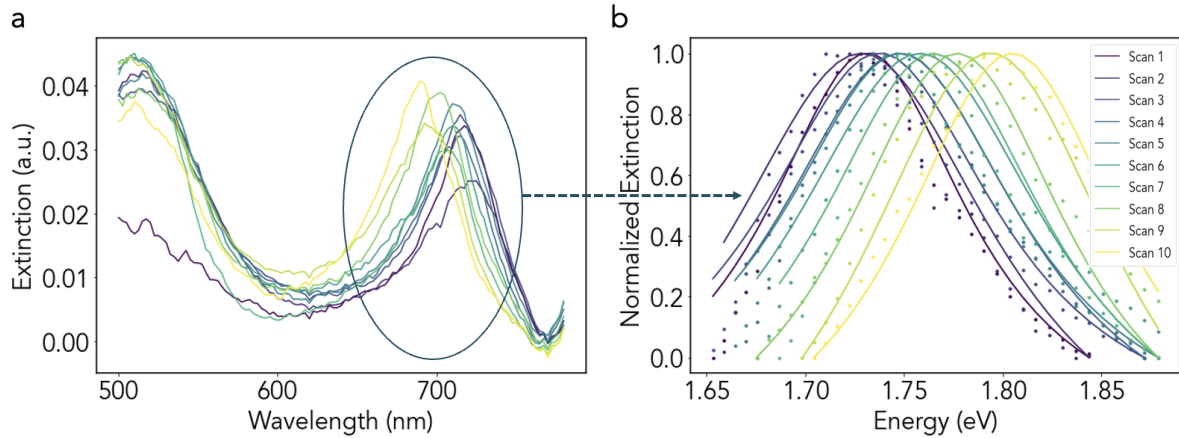 a
b
0.04
0.03
0.02
0.01
0.00
Extinction (a.u.)
500
600
700
Wavelength (nm)
1.0
0.8
0.6
0.4
0.2
0.0
Normalized Extinction
1.65
1.70
1.75
1.80
1.85
Energy (eV)
Scan 1
Scan 2
Scan 3
Scan 4
Scan 5
Scan 6
Scan 7
Scan 8
Scan 9
Scan 10